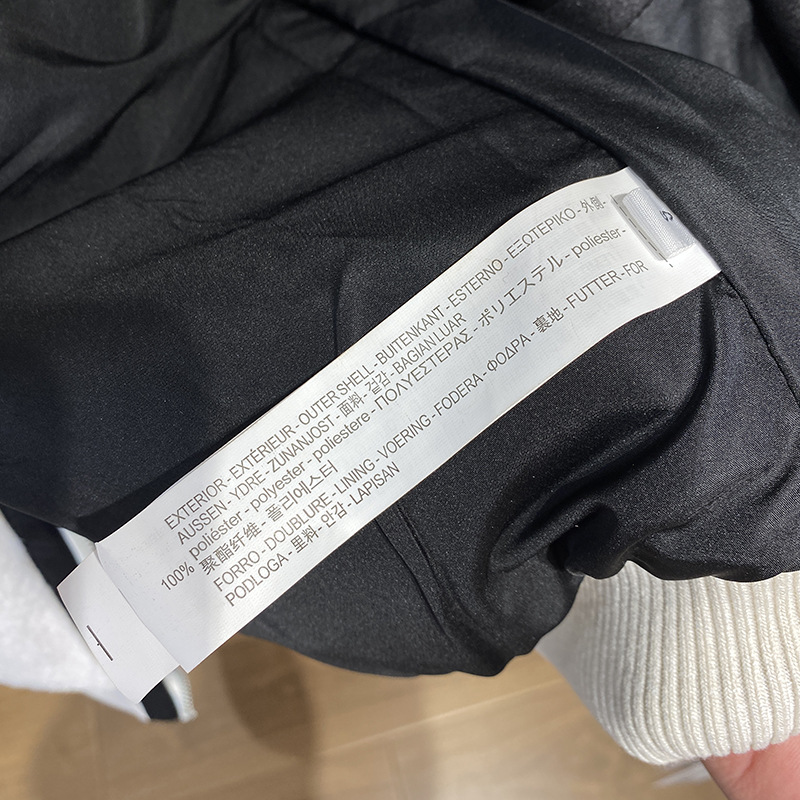 EXTERIOR - EXTÉRIEUR - OUTER SHELL - BUITENKANT - ESTERNO - ΕΞΩΤΕΡΙΚΟ - 外側 -
AUSSEN - YDRE - ZUNANJOST - 面料 - 겉감 - BAGIAN LUAR
100% poliéster - polyester - poliestere - ΠΟΛΥΕΣΤΕΡΑΣ - ポリエステル - poliester -
聚酯纤维 - 폴리에스터
FORRO - DOUBLURE - LINING - VOERING - FODERA - ΦΟΔΡΑ - 裏地 - FUTTER - FOR
PODLOGA - 里料 - 안감 - LAPISAN